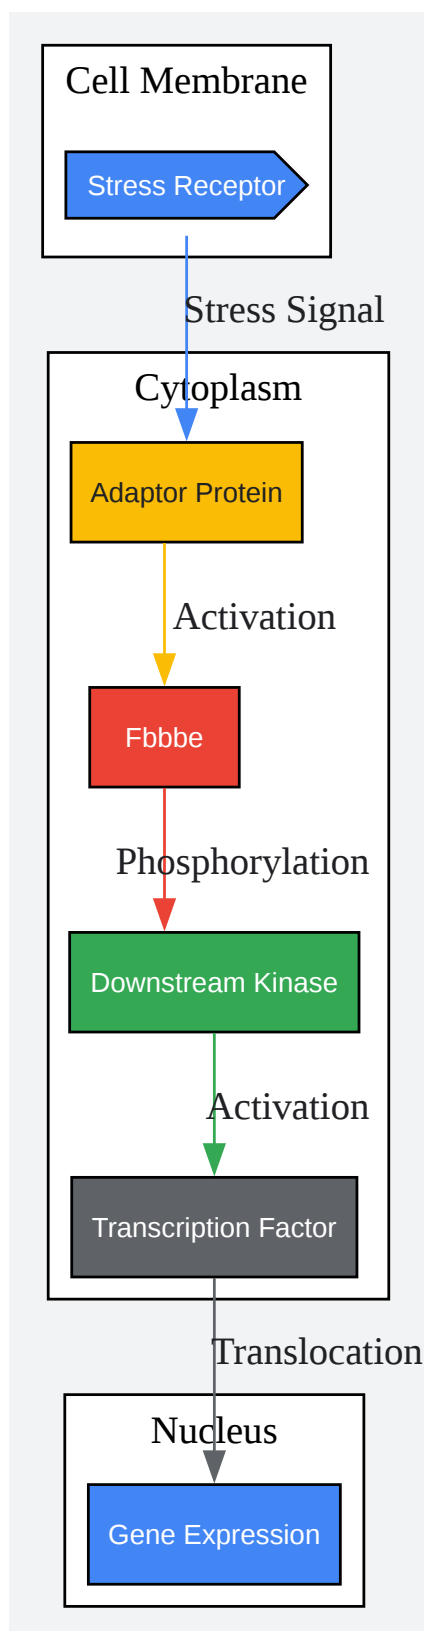 Cell Membrane
Stress Receptor
Stress Signal
Cytoplasm
Adaptor Protein
Activation
Fbbbe
Phosphorylation
Downstream Kinase
Activation
Transcription Factor
Translocation
Nucleus
Gene Expression